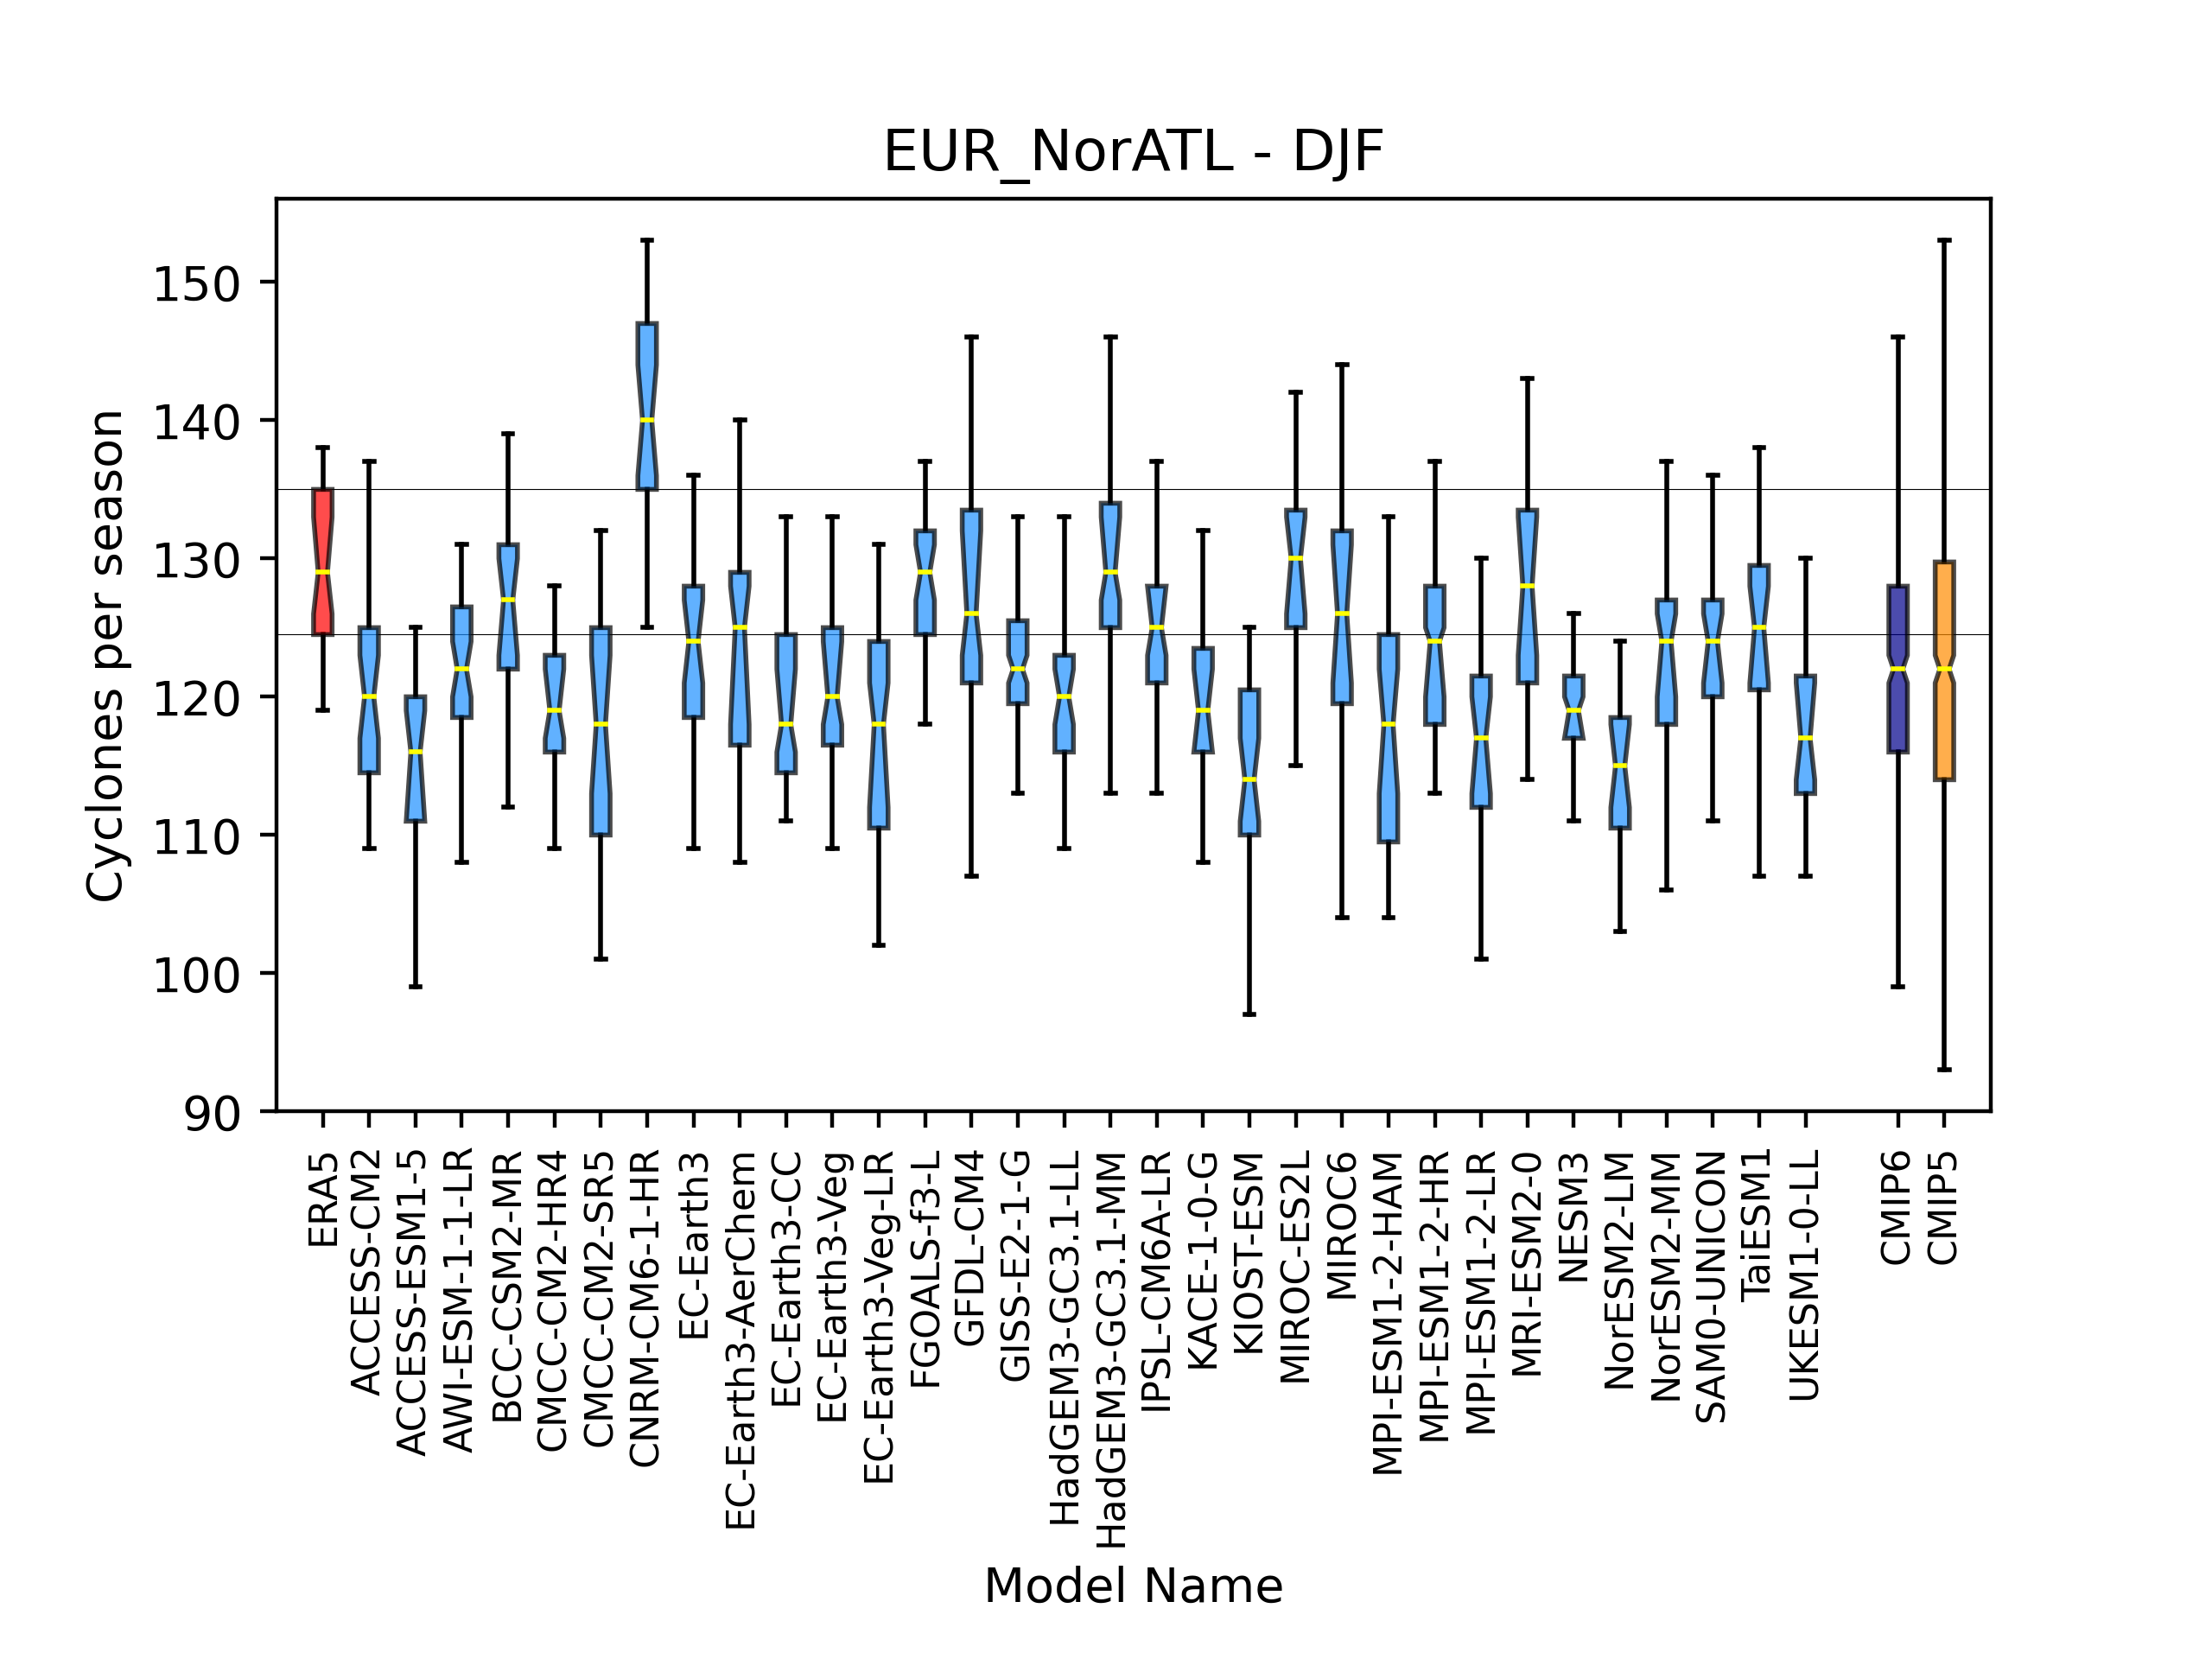 EUR_NorATL - DJF
Cyclones per season
150
140
130
120
110
100
90
ERA5
ACCESS-CM2
ACCESS-ESM1-5
AWI-ESM-1-1-LR
BCC-CSM2-MR
CMCC-CM2-HR4
CMCC-CM2-SR5
CNRM-CM6-1-HR
EC-Earth3
EC-Earth3-AerChem
EC-Earth3-CC
EC-Earth3-Veg
EC-Earth3-Veg-LR
FGOALS-f3-L
GFDL-CM4
GISS-E2-1-G
HadGEM3-GC3.1-LL
HadGEM3-GC3.1-MM
IPSL-CM6A-LR
KACE-1-0-G
KIOST-ESM
MIROC-ES2L
MIROC6
MPI-ESM1-2-HAM
MPI-ESM1-2-HR
MPI-ESM1-2-LR
MRI-ESM2-0
NESM3
NorESM2-LM
NorESM2-MM
SAM0-UNICON
TaiESM1
UKESM1-0-LL
CMIP6
CMIP5
Model Name